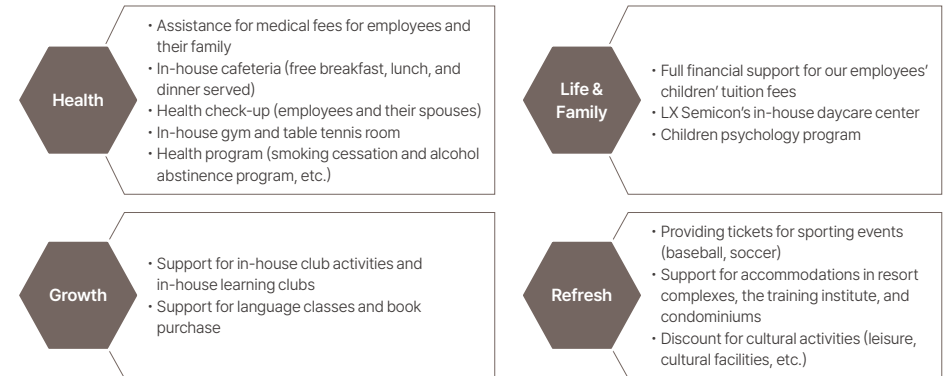 Health
· Assistance for medical fees for employees and
their family
· In-house cafeteria (free breakfast, lunch, and
dinner served)
· Health check-up (employees and their spouses)
· In-house gym and table tennis room
· Health program (smoking cessation and alcohol
abstinence program, etc.)
Life &
Family
· Full financial support for our employees’
children’ tuition fees
· LX Semicon’s in-house daycare center
· Children psychology program
Growth
· Support for in-house club activities and
in-house learning clubs
· Support for language classes and book
purchase
Refresh
· Providing tickets for sporting events
(baseball, soccer)
· Support for accommodations in resort
complexes, the training institute, and
condominiums
· Discount for cultural activities (leisure,
cultural facilities, etc.)